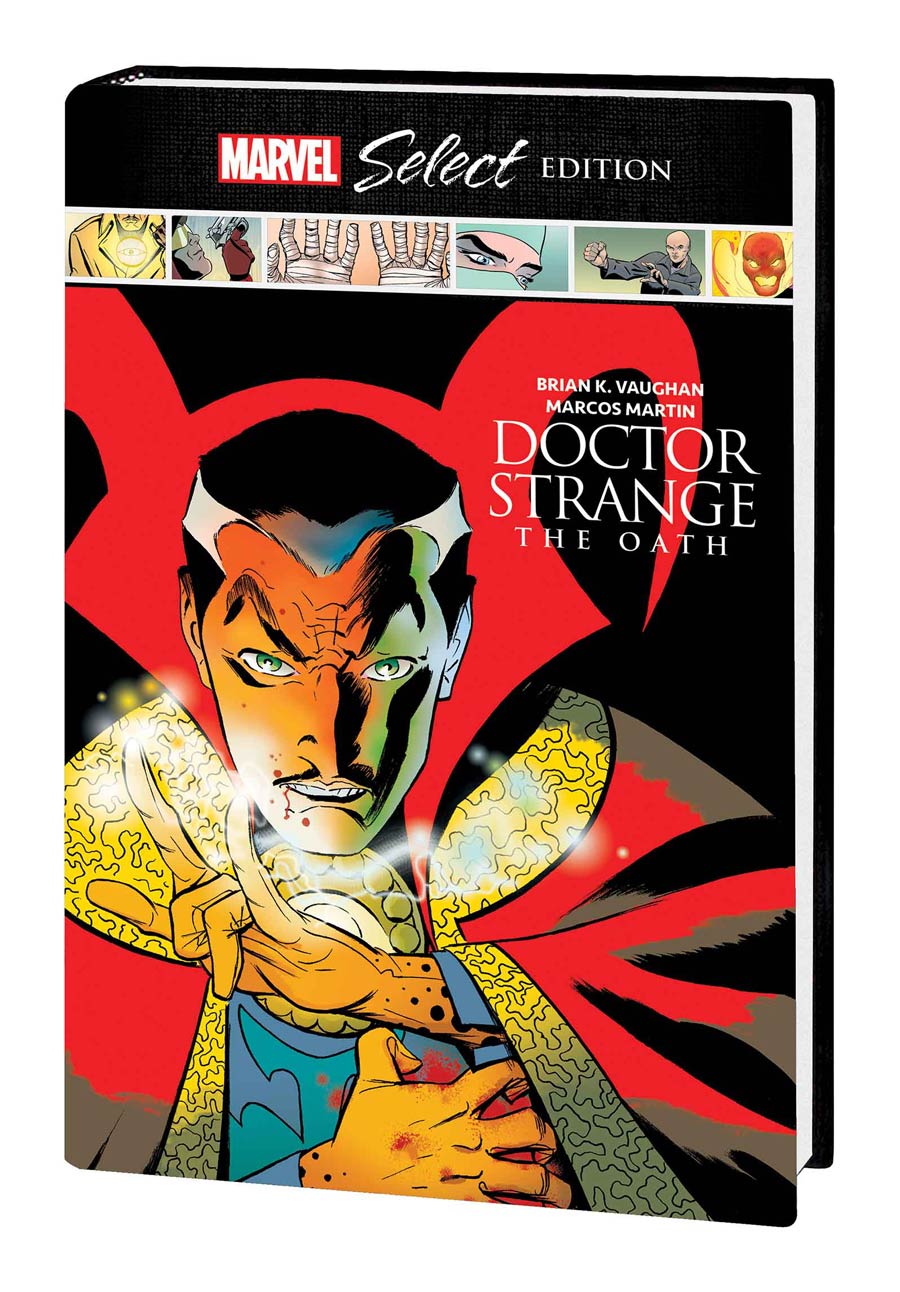 MARVEL Select EDITION
BRIAN K. VAUGHAN
MARCOS MARTIN
DOCTOR
STRANGE
THE OATH